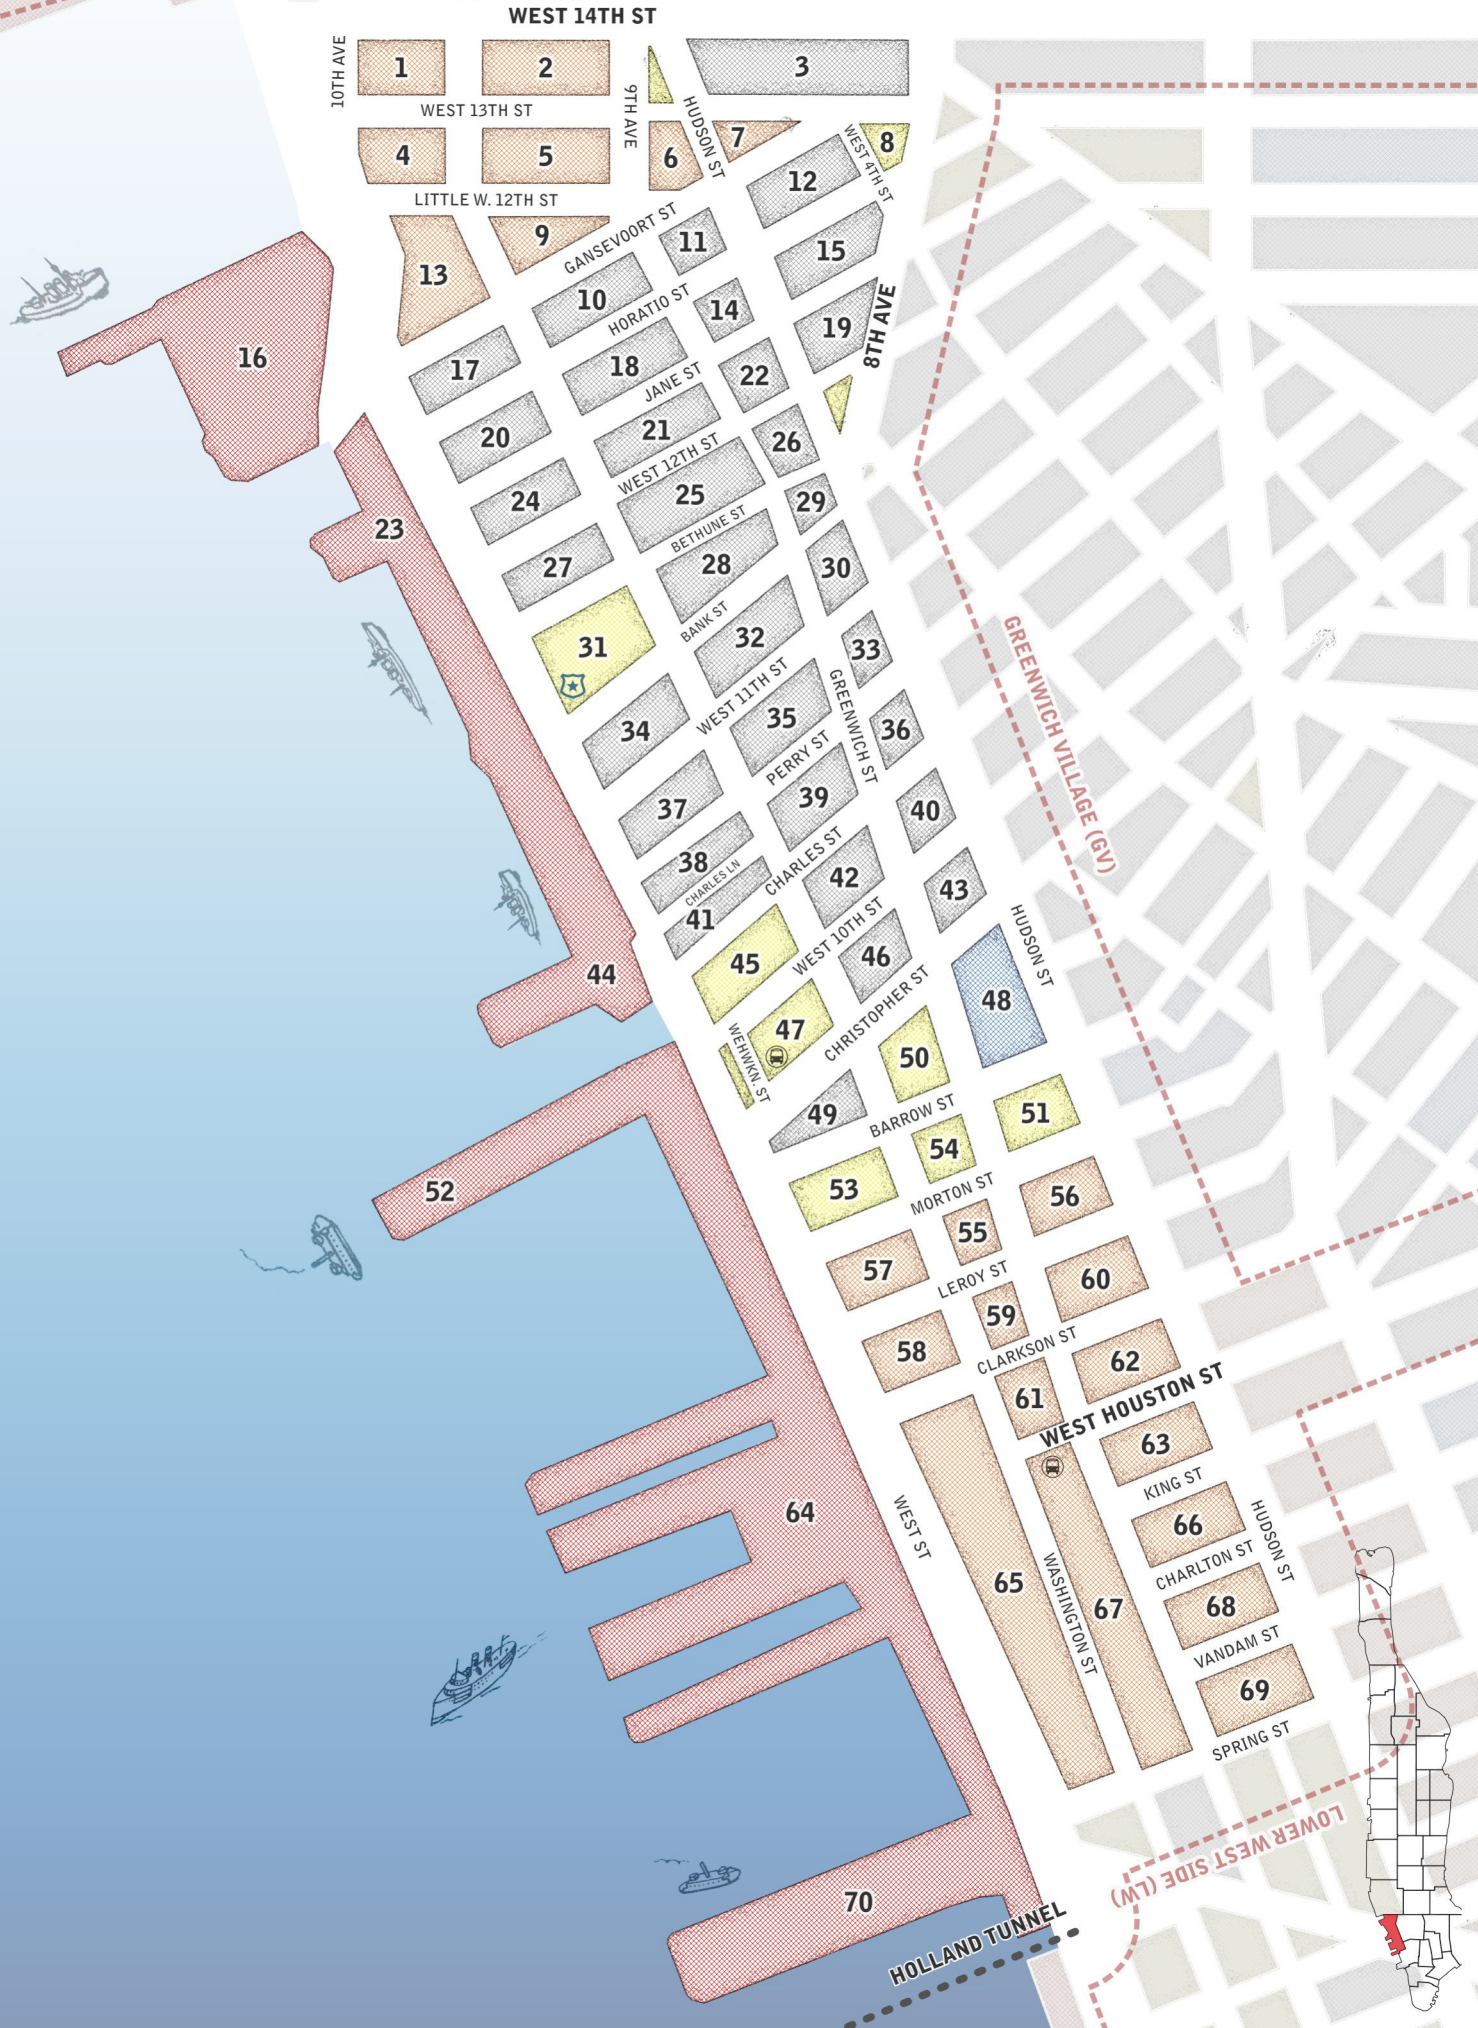 WEST 14TH ST
10TH AVE
1
2
9TH AVE
3
WEST 13TH ST
HUDSON ST
4
5
6
7
WEST 4TH ST
8
LITTLE W. 12TH ST
12
13
9
GANSEVOORT ST
11
15
16
10
HORATIO ST
14
19
8TH AVE
17
18
JANE ST
22
20
21
WEST 12TH ST
26
23
24
25
BETHUNE ST
29
27
28
BANK ST
30
31
32
33
GREENWICH VILLAGE (GV)
34
WEST 11TH ST
35
GREENWICH ST
36
PERRY ST
37
39
40
38
CHARLES LN
CHARLES ST
42
43
41
44
45
WEST 10TH ST
46
HUDSON ST
47
CHRISTOPHER ST
48
WEHWKN. ST
50
49
BARROW ST
51
52
53
54
MORTON ST
56
55
57
LEROY ST
60
59
58
CLARKSON ST
62
61
WEST HOUSTON ST
63
KING ST
64
WEST ST
66
HUDSON ST
CHARLTON ST
65
WASHINGTON ST
67
68
VANDAM ST
69
SPRING ST
LOWER WEST SIDE (LW)
70
HOLLAND TUNNEL